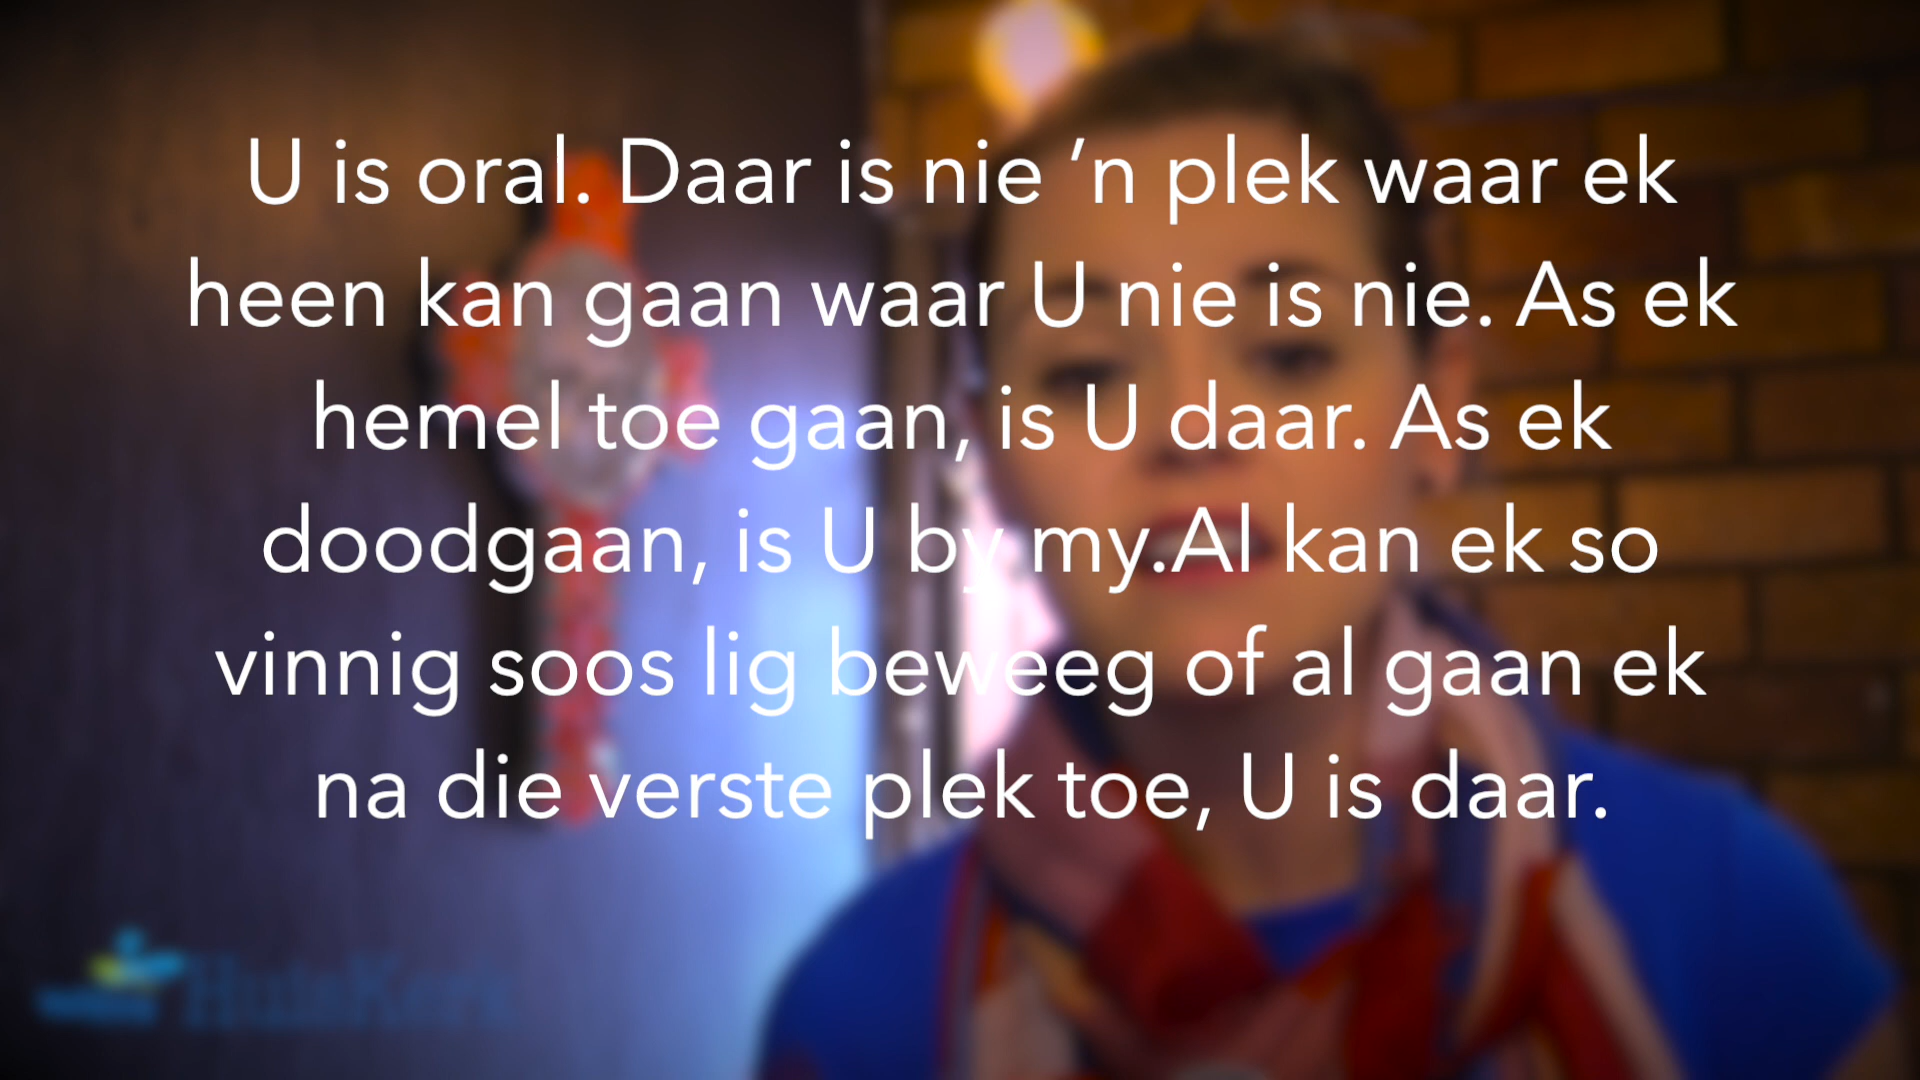 U is oral. Daar is nie ’n plek waar ek
heen kan gaan waar U nie is nie. As ek
hemel toe gaan, is U daar. As ek
doodgaan, is U by my.Al kan ek so
vinnig soos lig beweeg of al gaan ek
na die verste plek toe, U is daar.
HuisKerk